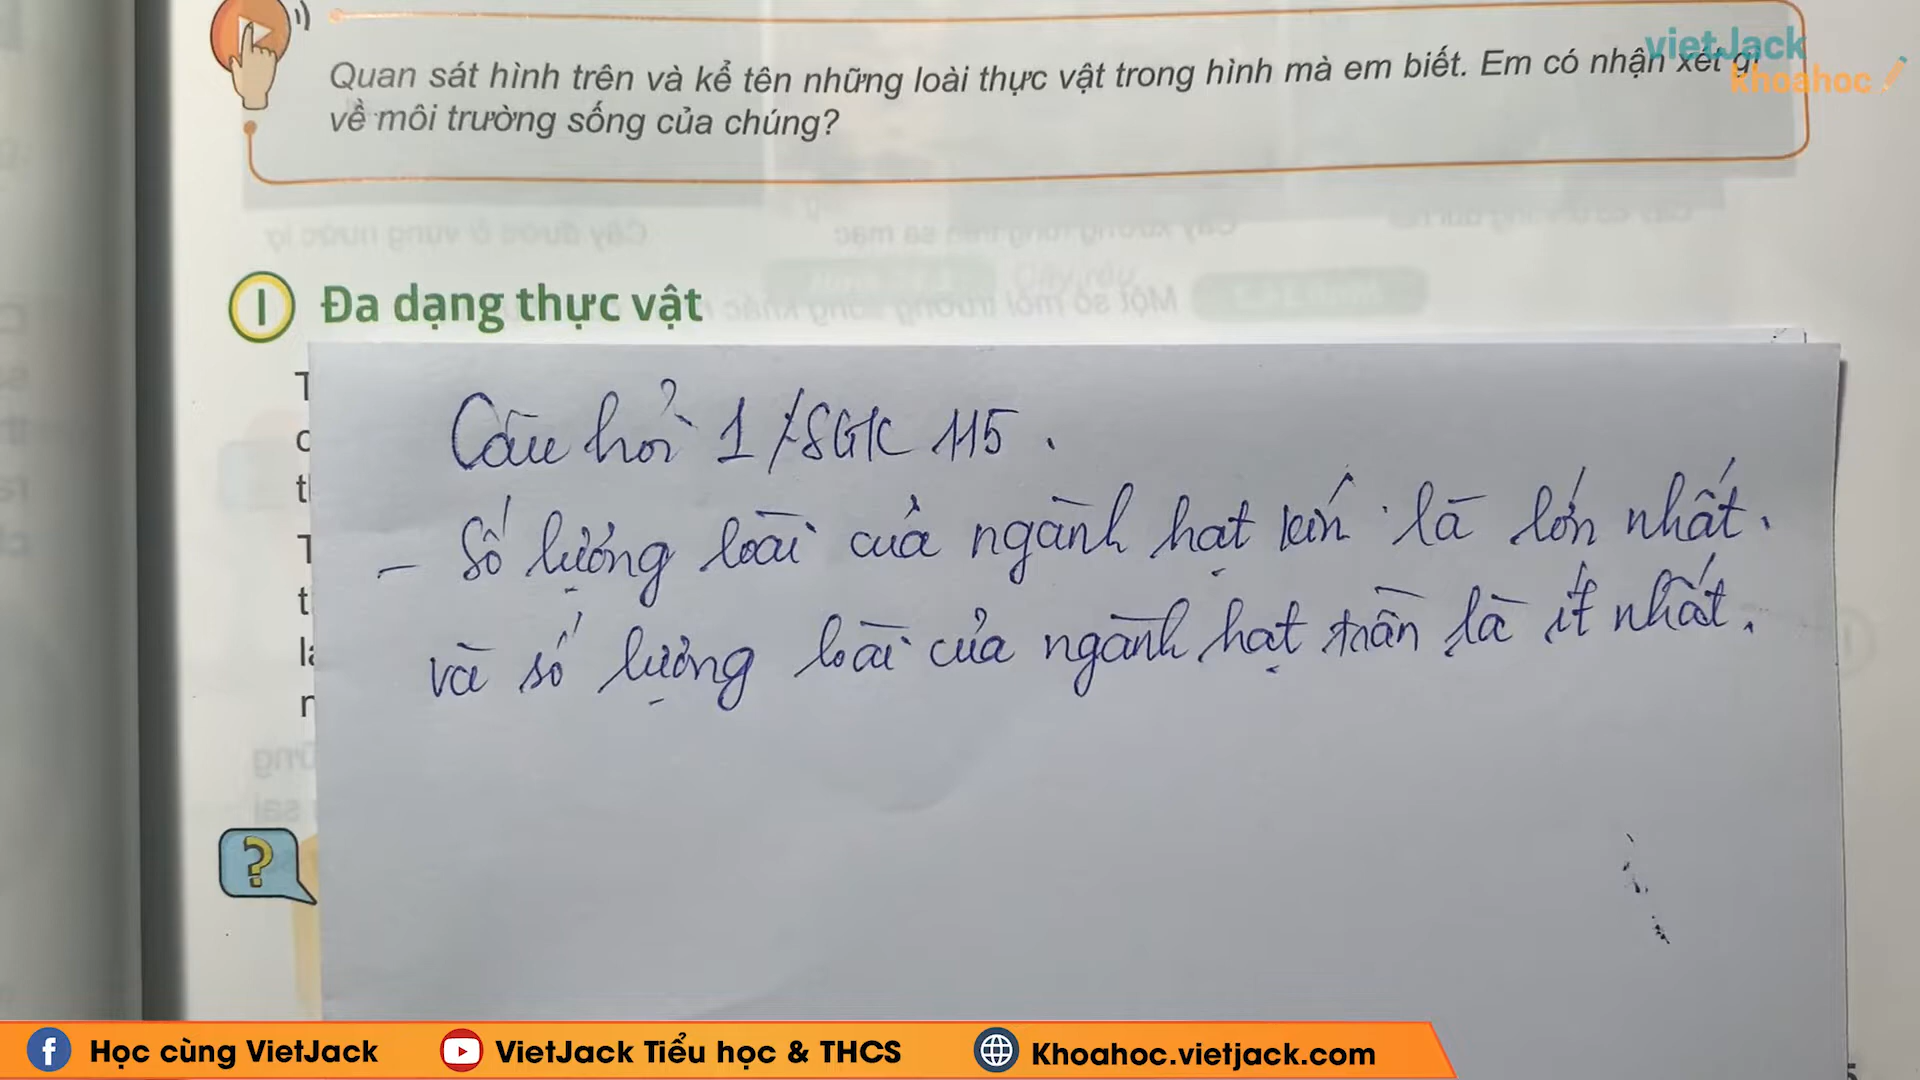 vietJack
khoahoc
Quan sát hình trên và kể tên những loài thực vật trong hình mà em biết. Em có nhận xét gì
về môi trường sống của chúng?
I Đa dạng thực vật
Câu hỏi 1/SGK 115.
- Số lượng loài của ngành hạt kín là lớn nhất.
và số lượng loài của ngành hạt trần là ít nhất.
?
Học cùng VietJack
VietJack Tiểu học & THCS
Khoahoc.vietjack.com